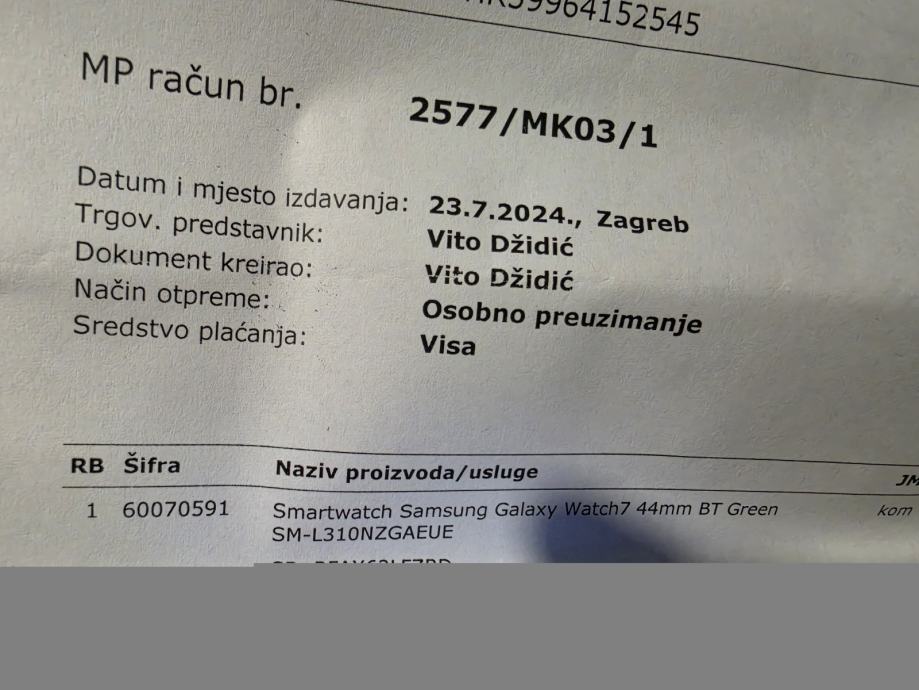 MP račun br. 2577/MK03/1
Datum i mjesto izdavanja: 23.7.2024., Zagreb
Trgov. predstavnik: Vito Džidić
Dokument kreirao: Vito Džidić
Način otpreme: Osobno preuzimanje
Sredstvo plaćanja: Visa
RB Šifra Naziv proizvoda/usluge JM
1 60070591 Smartwatch Samsung Galaxy Watch7 44mm BT Green kom
SM-L310NZGAEUE